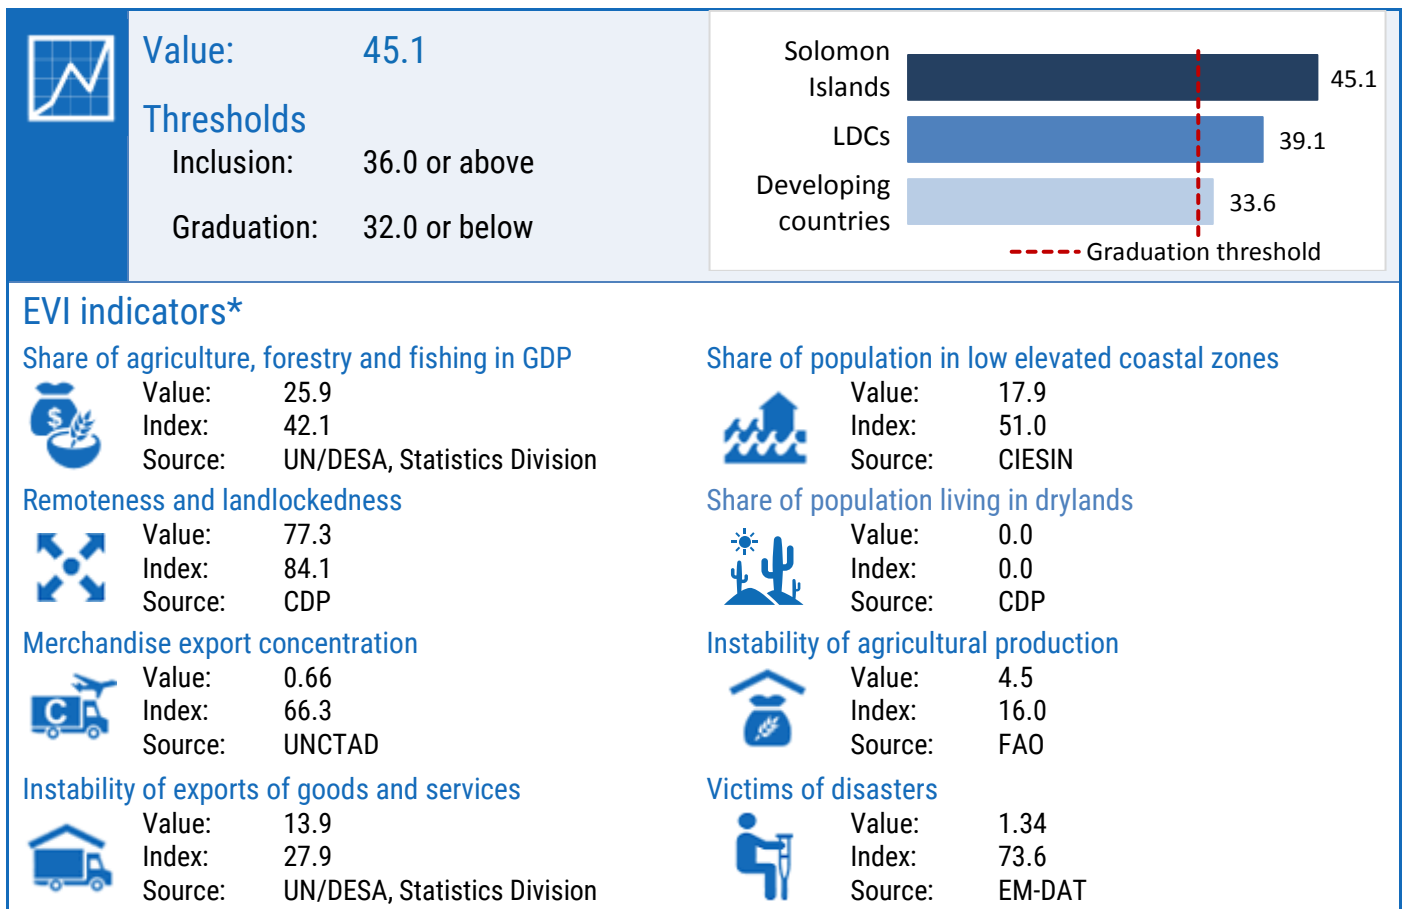 Value: 45.1
Thresholds
Inclusion: 36.0 or above
Graduation: 32.0 or below
Solomon
Islands
45.1
LDCs
39.1
Developing
countries
33.6
Graduation threshold
EVI indicators*
Share of agriculture, forestry and fishing in GDP
$
Value: 25.9
Index: 42.1
Source: UN/DESA, Statistics Division
Remoteness and landlockedness
Value: 77.3
Index: 84.1
Source: CDP
Merchandise export concentration
C
Value: 0.66
Index: 66.3
Source: UNCTAD
Instability of exports of goods and services
Value: 13.9
Index: 27.9
Source: UN/DESA, Statistics Division
Share of population in low elevated coastal zones
Value: 17.9
Index: 51.0
Source: CIESIN
Share of population living in drylands
Value: 0.0
Index: 0.0
Source: CDP
Instability of agricultural production
Value: 4.5
Index: 16.0
Source: FAO
Victims of disasters
Value: 1.34
Index: 73.6
Source: EM-DAT